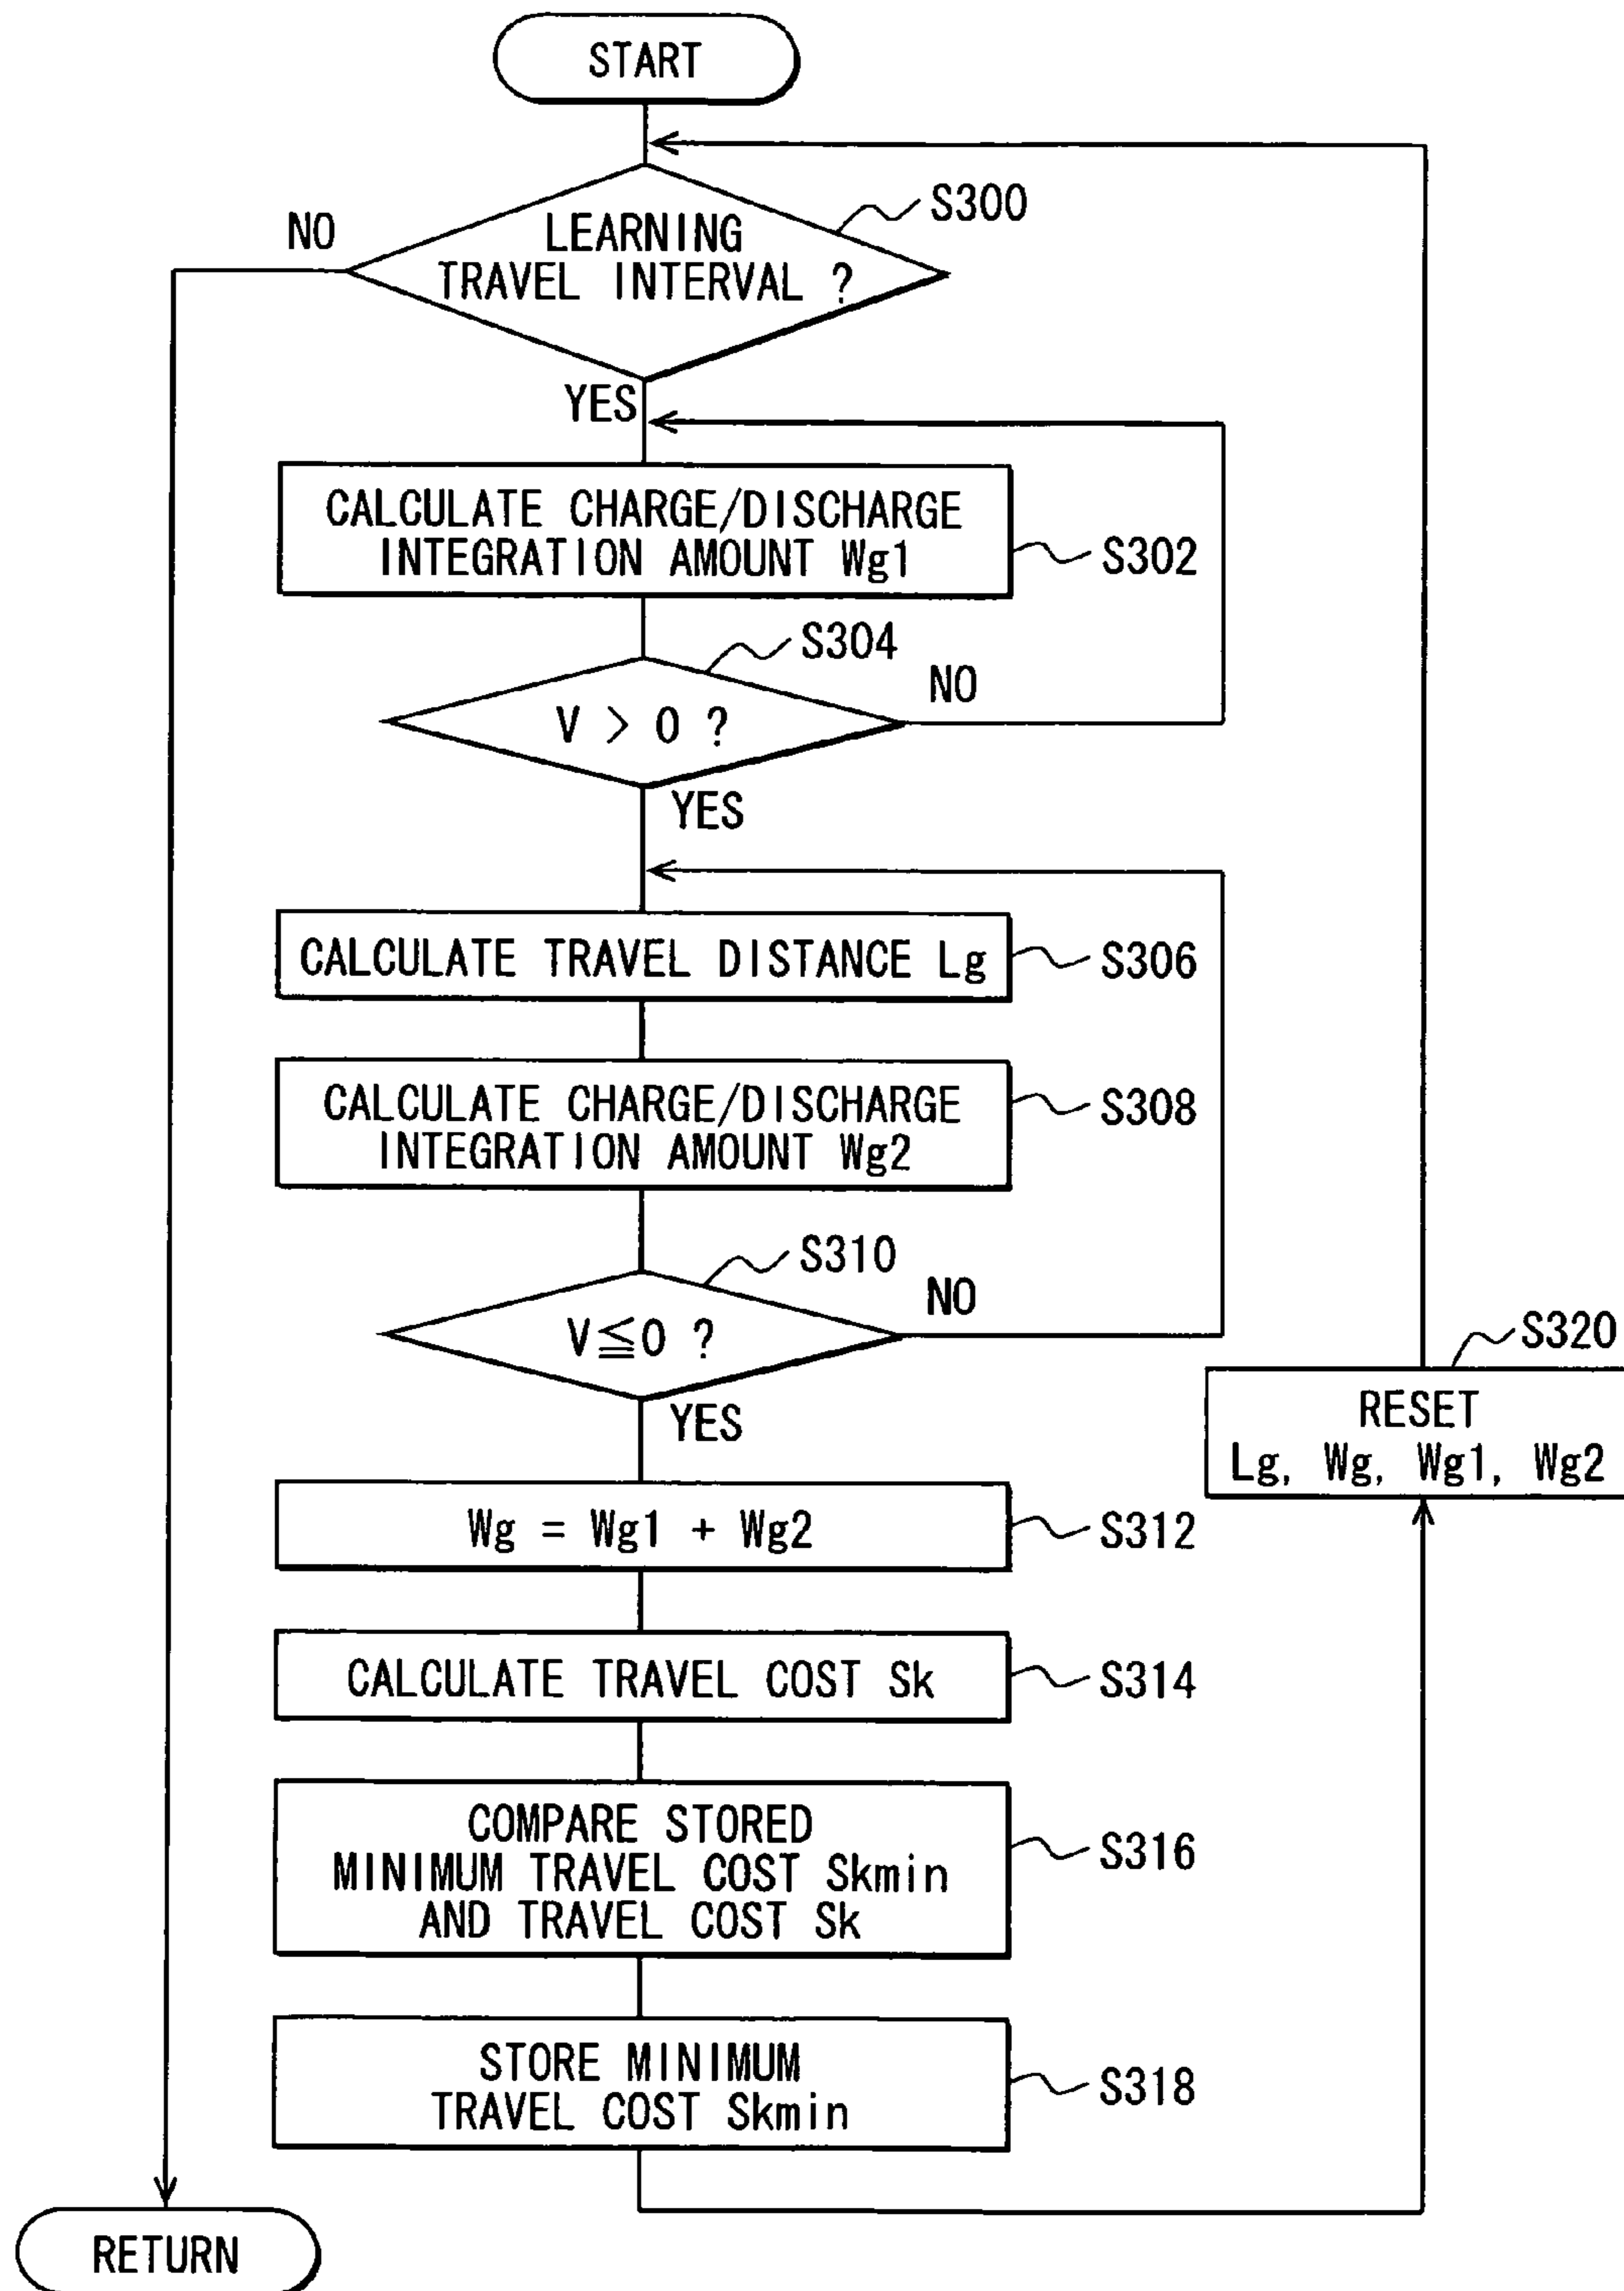 START
S300
NO
LEARNING
TRAVEL INTERVAL ?
YES
CALCULATE CHARGE/DISCHARGE
INTEGRATION AMOUNT Wg1
S302
S304
NO
V > 0 ?
YES
CALCULATE TRAVEL DISTANCE Lg
S306
CALCULATE CHARGE/DISCHARGE
INTEGRATION AMOUNT Wg2
S308
S310
NO
V≦0 ?
YES
S320
RESET
Lg, Wg, Wg1, Wg2
Wg = Wg1 + Wg2
S312
CALCULATE TRAVEL COST Sk
S314
COMPARE STORED
MINIMUM TRAVEL COST Skmin
AND TRAVEL COST Sk
S316
STORE MINIMUM
TRAVEL COST Skmin
S318
RETURN